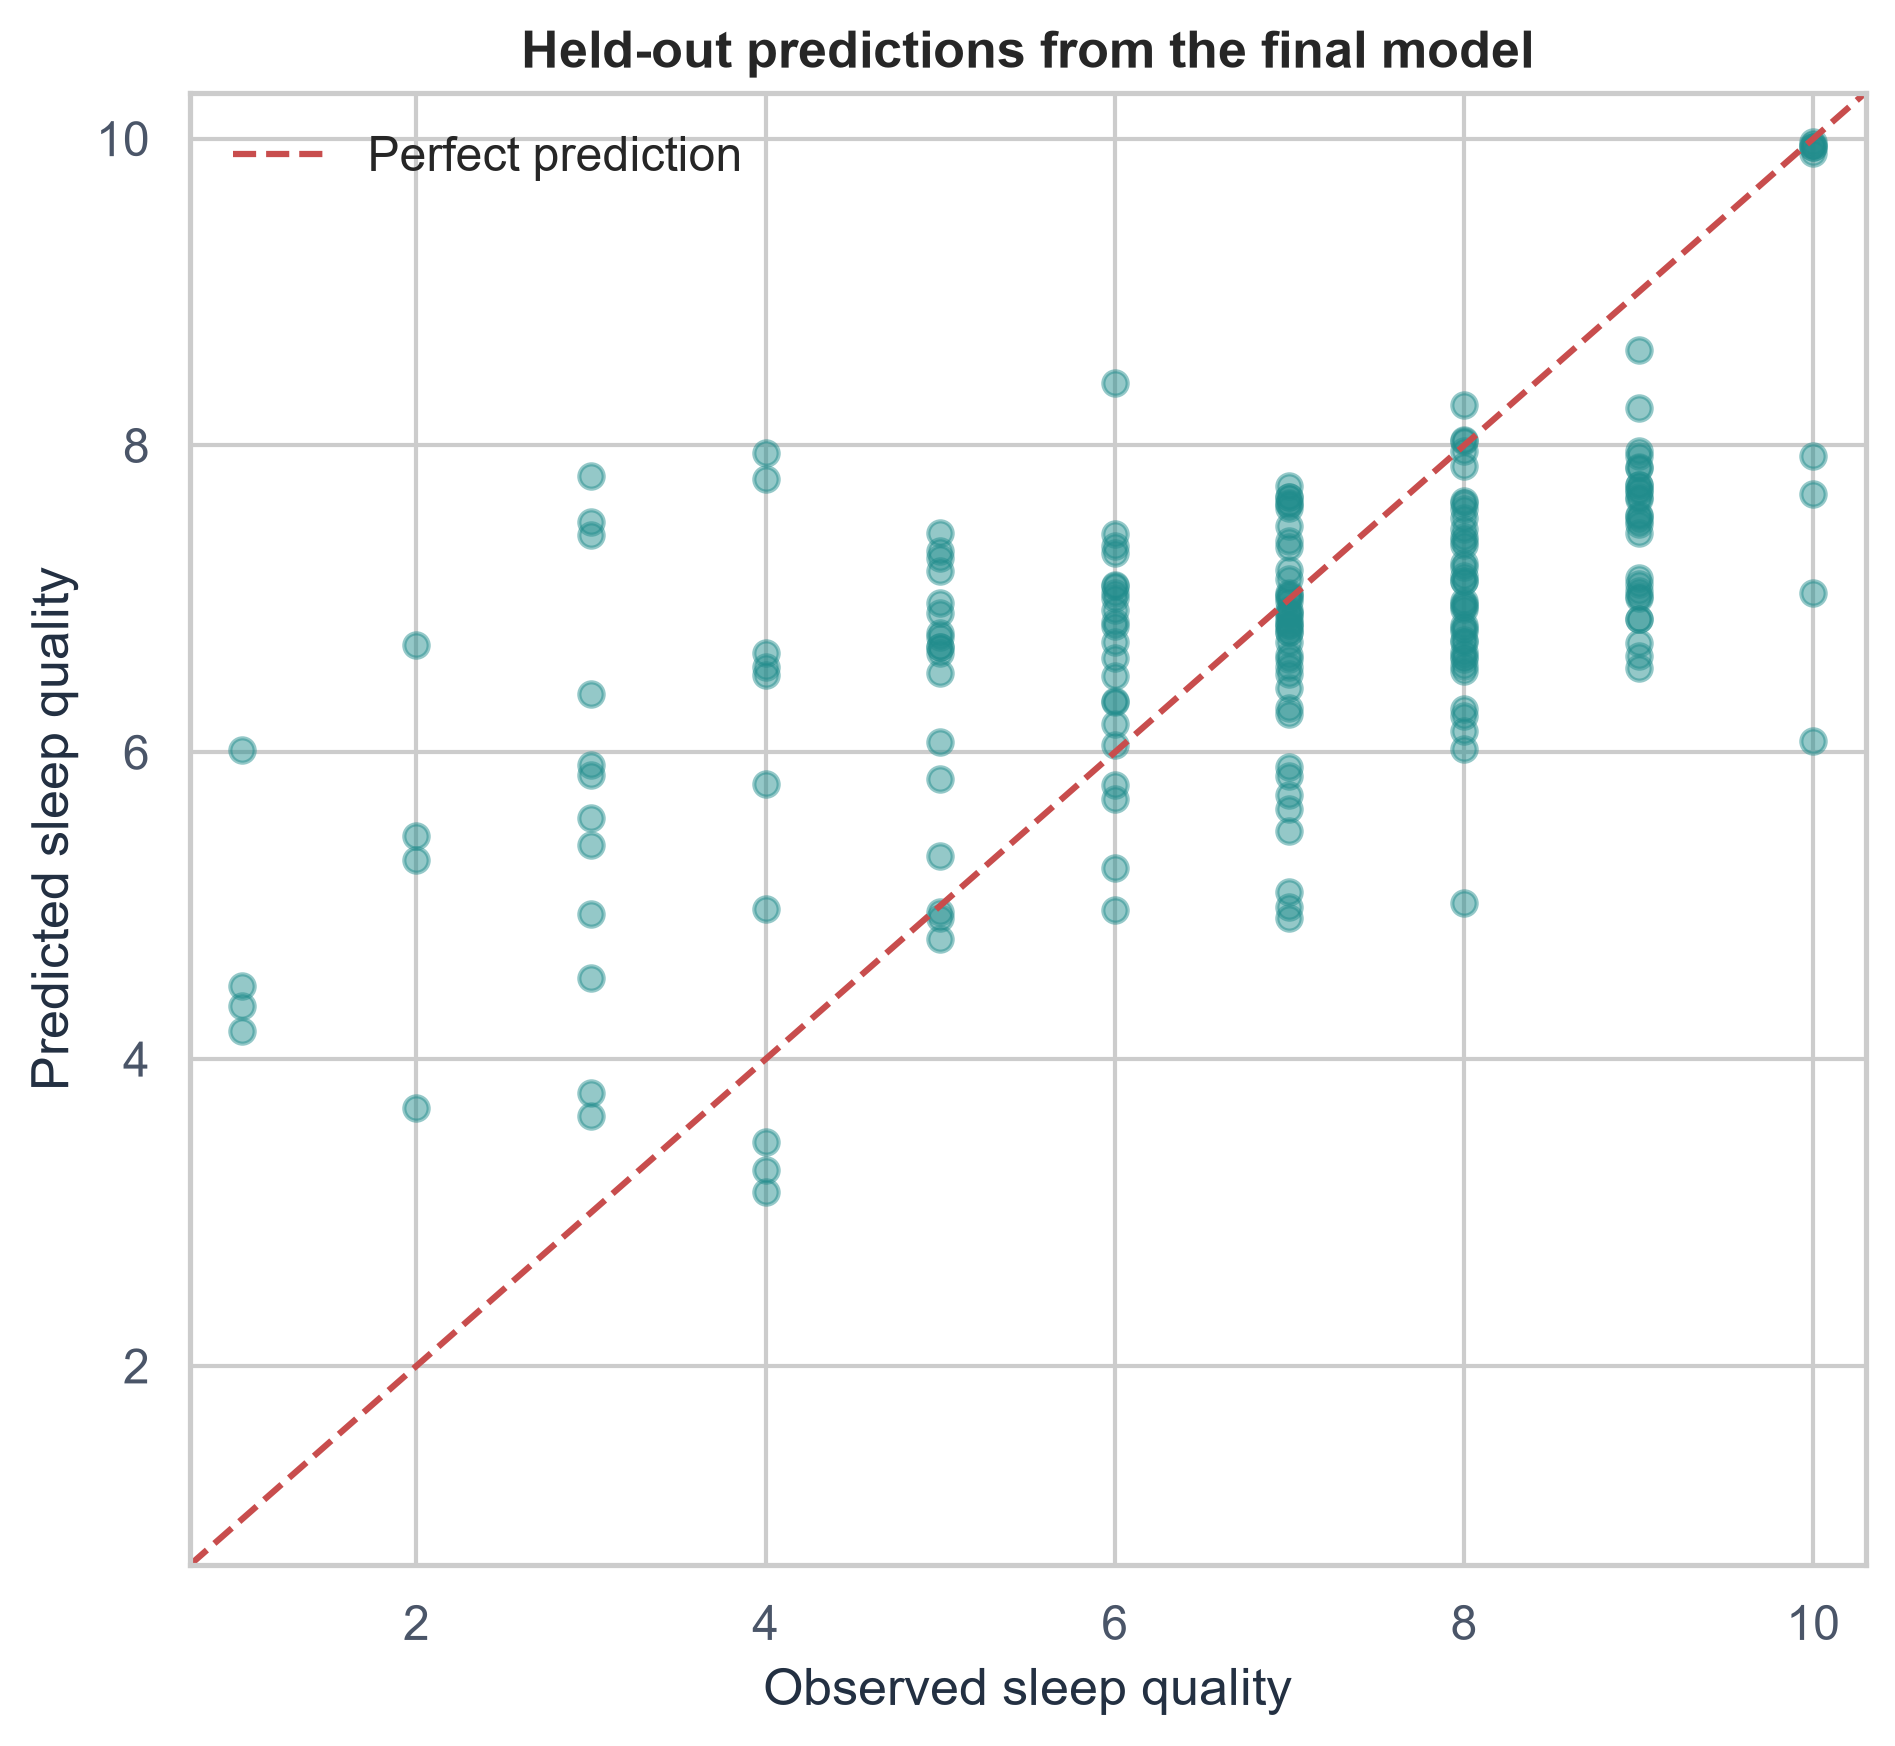 Held-out predictions from the final model
Perfect prediction
10
8
6
4
2
Predicted sleep quality
2 4 6 8 10
Observed sleep quality